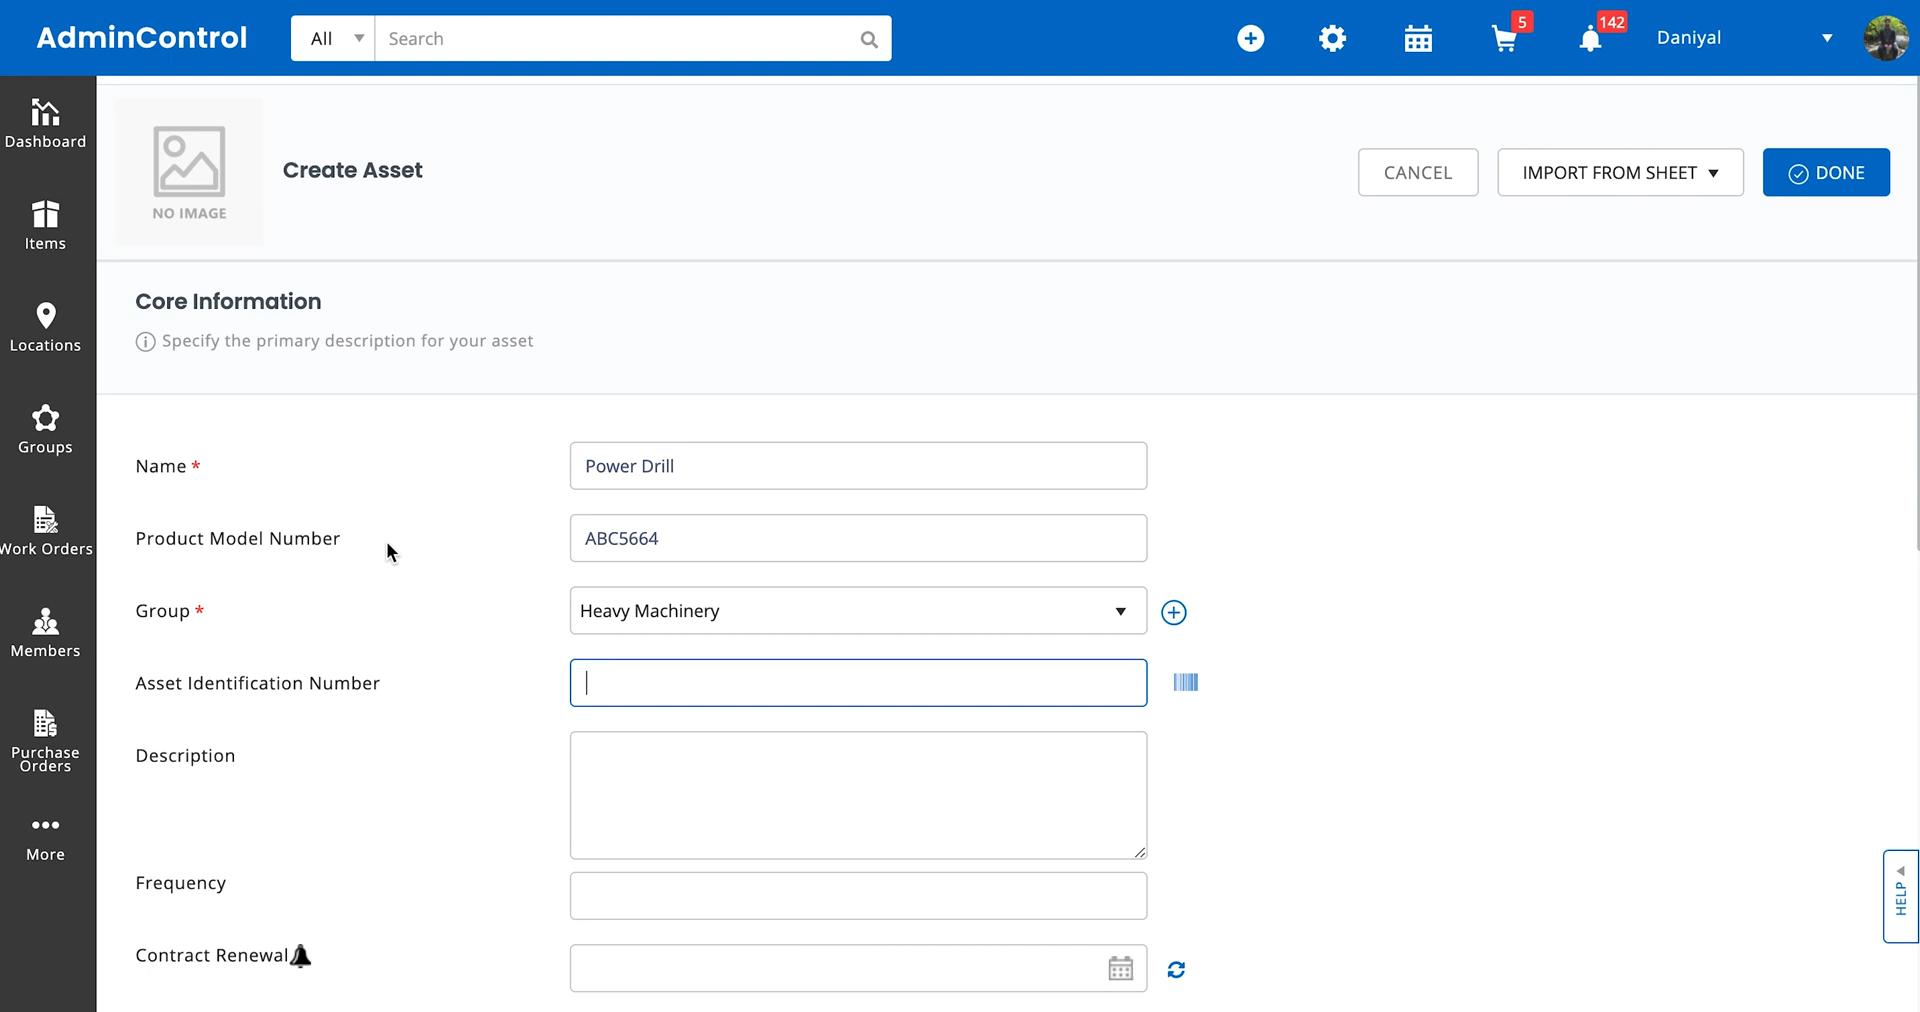 AdminControl
All
Search
5
142
Daniyal
Dashboard
Items
Locations
Groups
Work Orders
Members
Purchase
Orders
More
NO IMAGE
Create Asset
CANCEL
IMPORT FROM SHEET
DONE
Core Information
Specify the primary description for your asset
Name *
Power Drill
Product Model Number
ABC5664
Group *
Heavy Machinery
Asset Identification Number
Description
Frequency
Contract Renewal
HELP